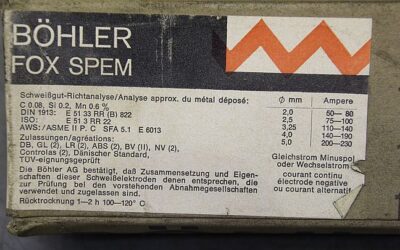 BÖHLER
FOX SPEM
Schweißgut-Richtanalyse/Analyse approx. du métal déposé:
C 0.08, Si 0.2, Mn 0.6 %
DIN 1913: E 51 33 RR (B) 822
ISO: E 51 3 RR 22
AWS:/ASME II P. C SFA 5.1 E 6013
Zulassungen/agréations:
DB, GL (2), LR (2), ABS (2), BV (II), NV (2),
Controlas (2), Dänischer Standard,
TÜV-eignungsgeprüft
Die Böhler AG bestätigt, daß Zusammensetzung und Eigen-
schaften dieser Schweißelektroden denen entsprechen, die
zur Prüfung bei den vorstehenden Abnahmegesellschaften
verwendet und zugelassen sind.
Rücktrocknung 1—2 h 100—120° C
φ mm Ampere
2,0 50— 80
2,5 75—100
3,25 110—140
4,0 140—190
5,0 200—230
Gleichstrom Minuspol
oder Wechselstrom
courant continu
électrode negative
ou courant alternatif